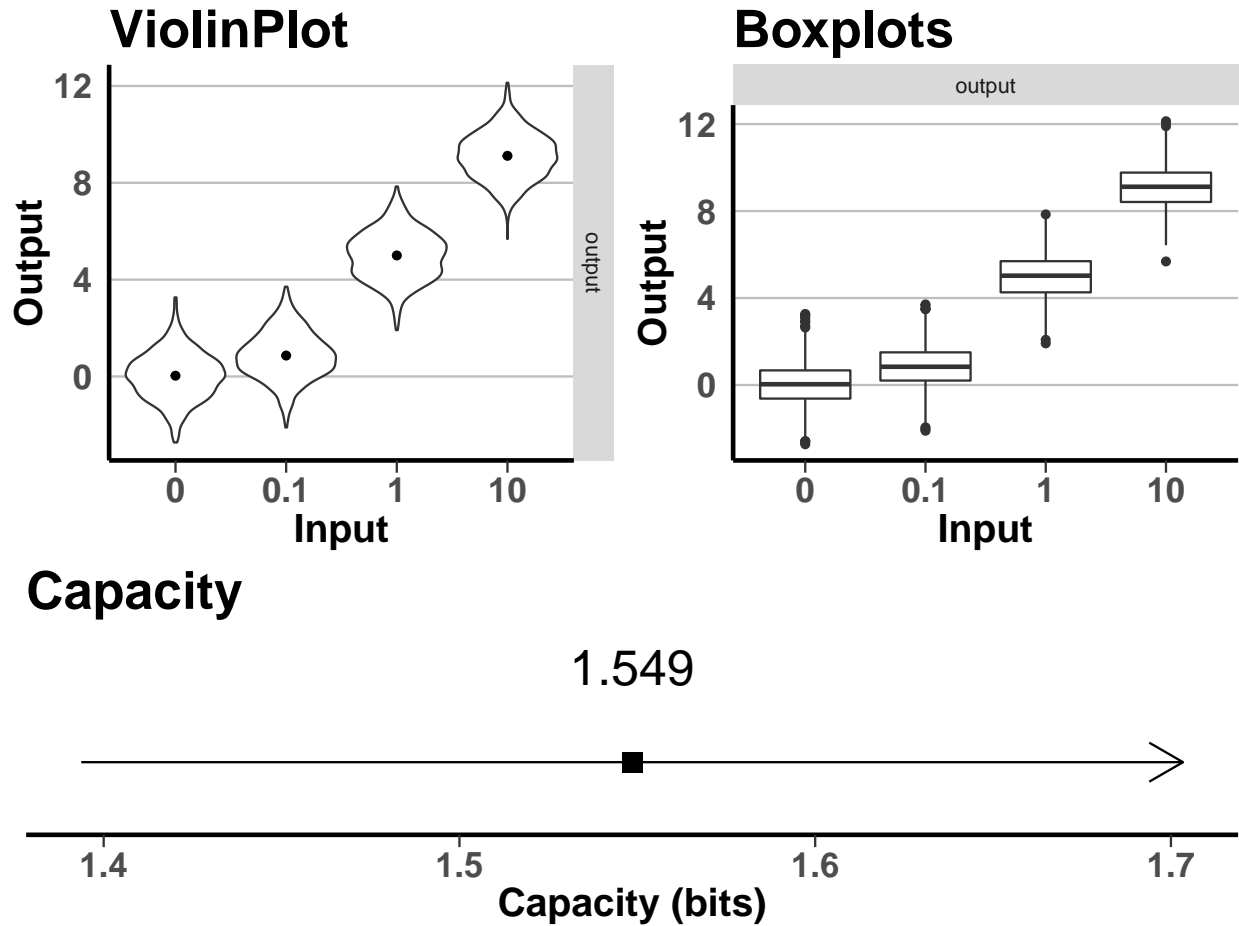 ViolinPlot
12
8
4
0
Output
output
0 0.1 1 10
Input
Boxplots
output
12
8
4
0
Output
0 0.1 1 10
Input
Capacity
1.549
1.4 1.5 1.6 1.7
Capacity (bits)